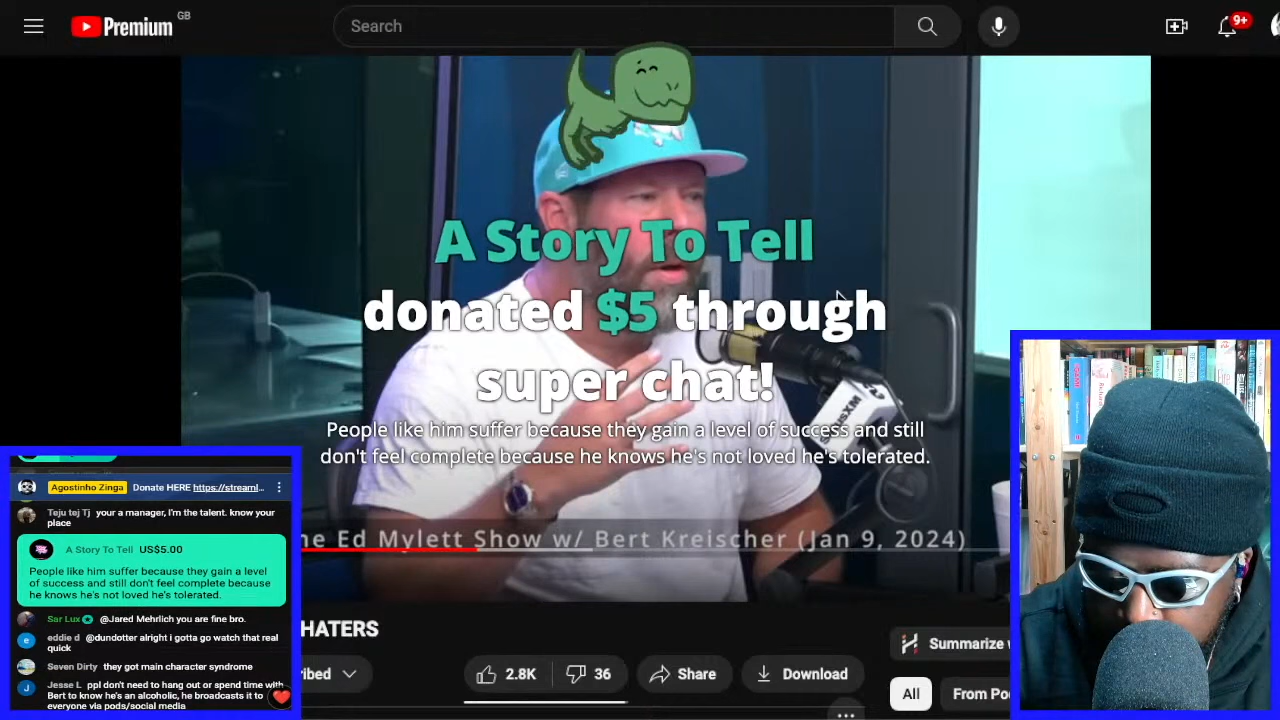 Premium GB
Search
9+
A Story To Tell
donated $5 through
super chat!
People like him suffer because they gain a level of success and still
don't feel complete because he knows he's not loved he's tolerated.
SiriusXM
he Ed Mylett Show w/ Bert Kreischer (Jan 9, 2024)
HATERS
Summarize
ribed
2.8K
36
Share
Download
All
From Po
Agostinho Zinga Donate HERE https://streaml...
Teju tej Tj your a manager, I'm the talent. know your
place
A Story To Tell US$5.00
People like him suffer because they gain a level
of success and still don't feel complete because
he knows he's not loved he's tolerated.
Sar Lux @Jared Mehrlich you are fine bro.
e eddie d @dundotter alright i gotta go watch that real
quick
Seven Dirty they got main character syndrome
J Jesse L ppl don't need to hang out or spend time with
Bert to know he's an alcoholic, he broadcasts it to
everyone via pods/social media